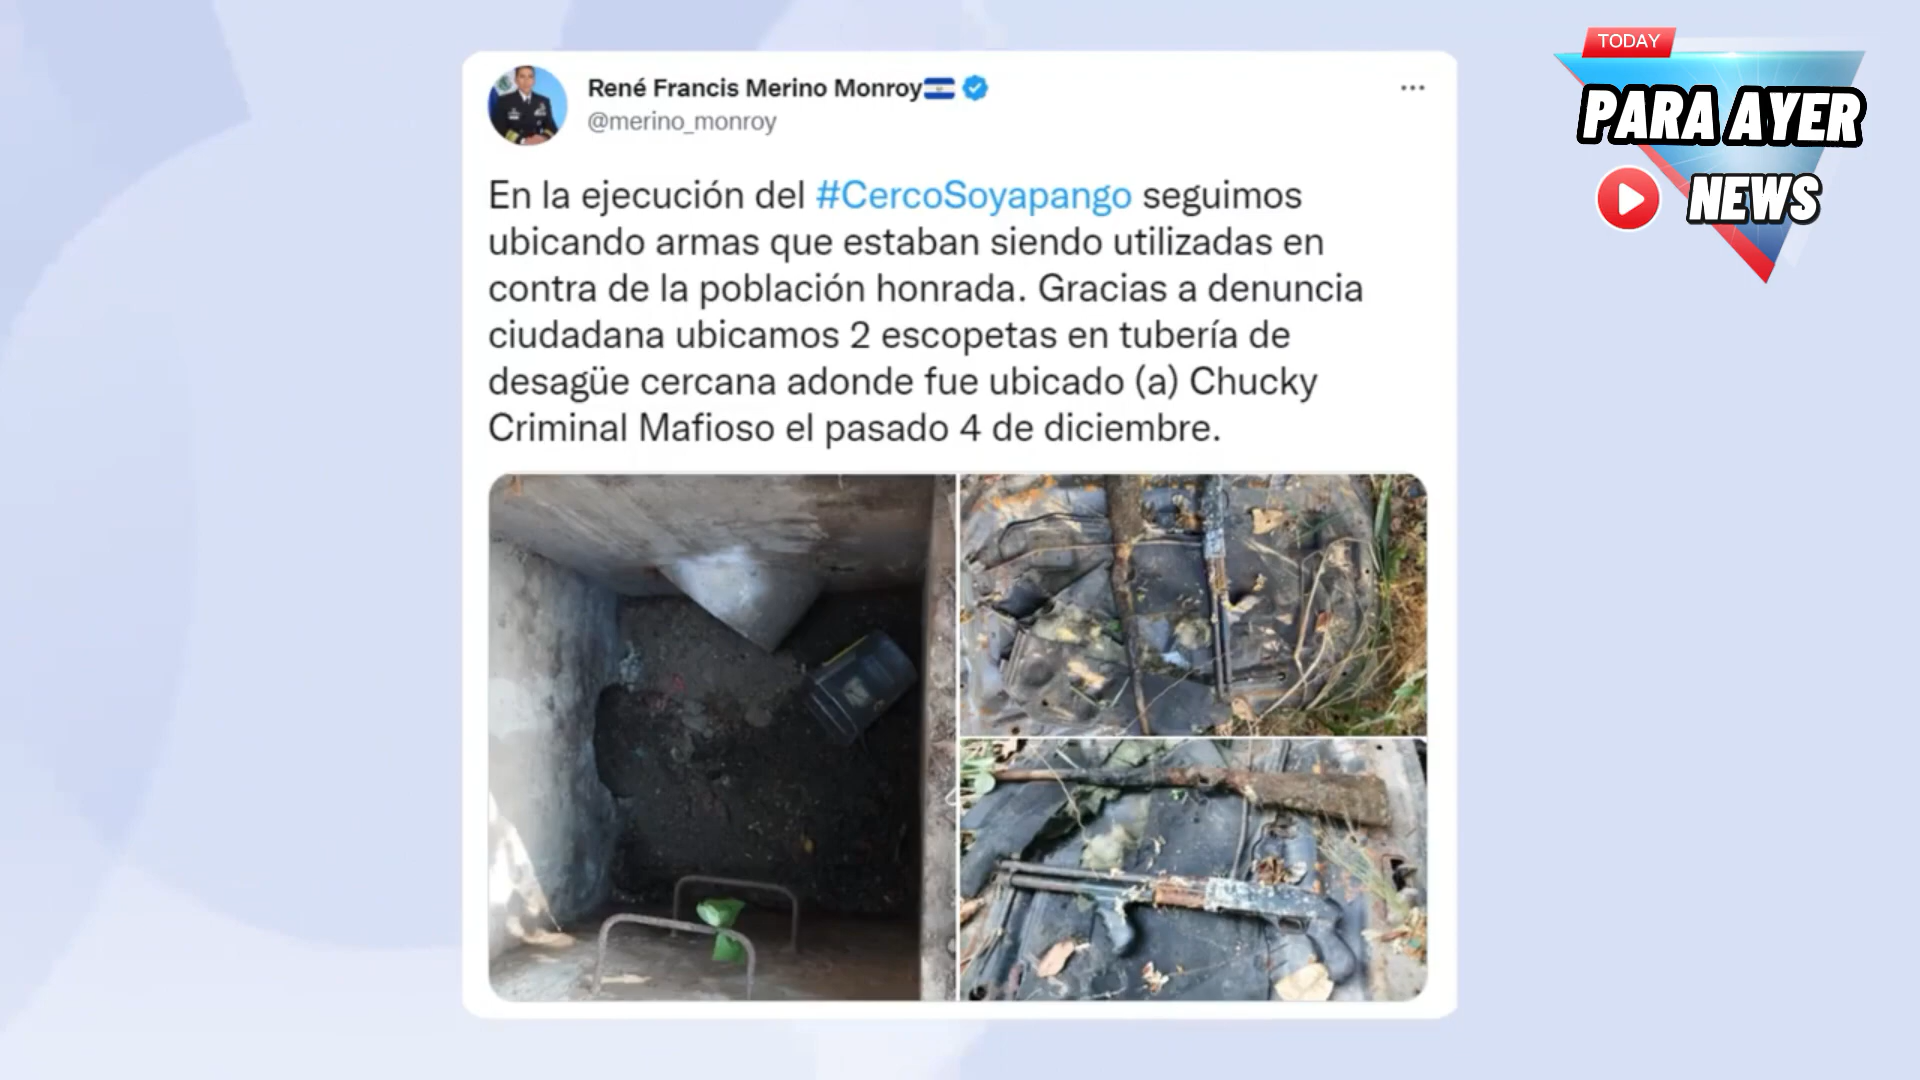 TODAY
PARA AYER
NEWS
René Francis Merino Monroy
@merino_monroy
En la ejecución del #CercoSoyapango seguimos
ubicando armas que estaban siendo utilizadas en
contra de la población honrada. Gracias a denuncia
ciudadana ubicamos 2 escopetas en tubería de
desagüe cercana adonde fue ubicado (a) Chucky
Criminal Mafioso el pasado 4 de diciembre.